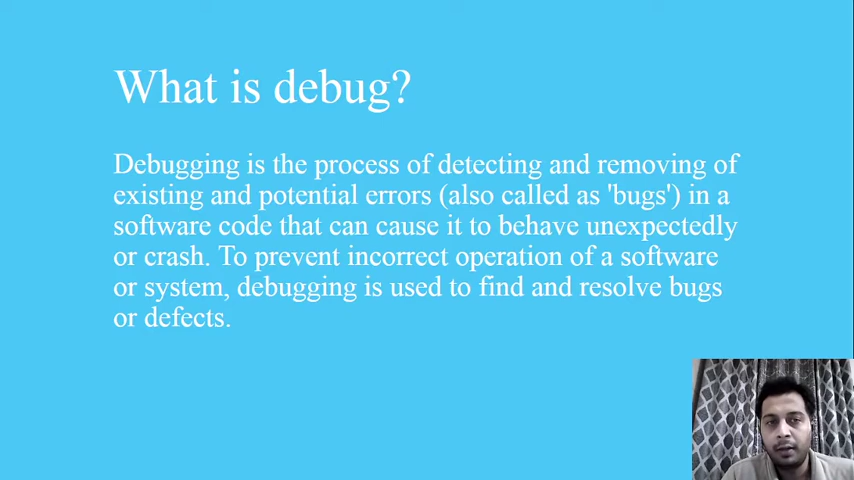 What is debug?
Debugging is the process of detecting and removing of
existing and potential errors (also called as 'bugs') in a
software code that can cause it to behave unexpectedly
or crash. To prevent incorrect operation of a software
or system, debugging is used to find and resolve bugs
or defects.